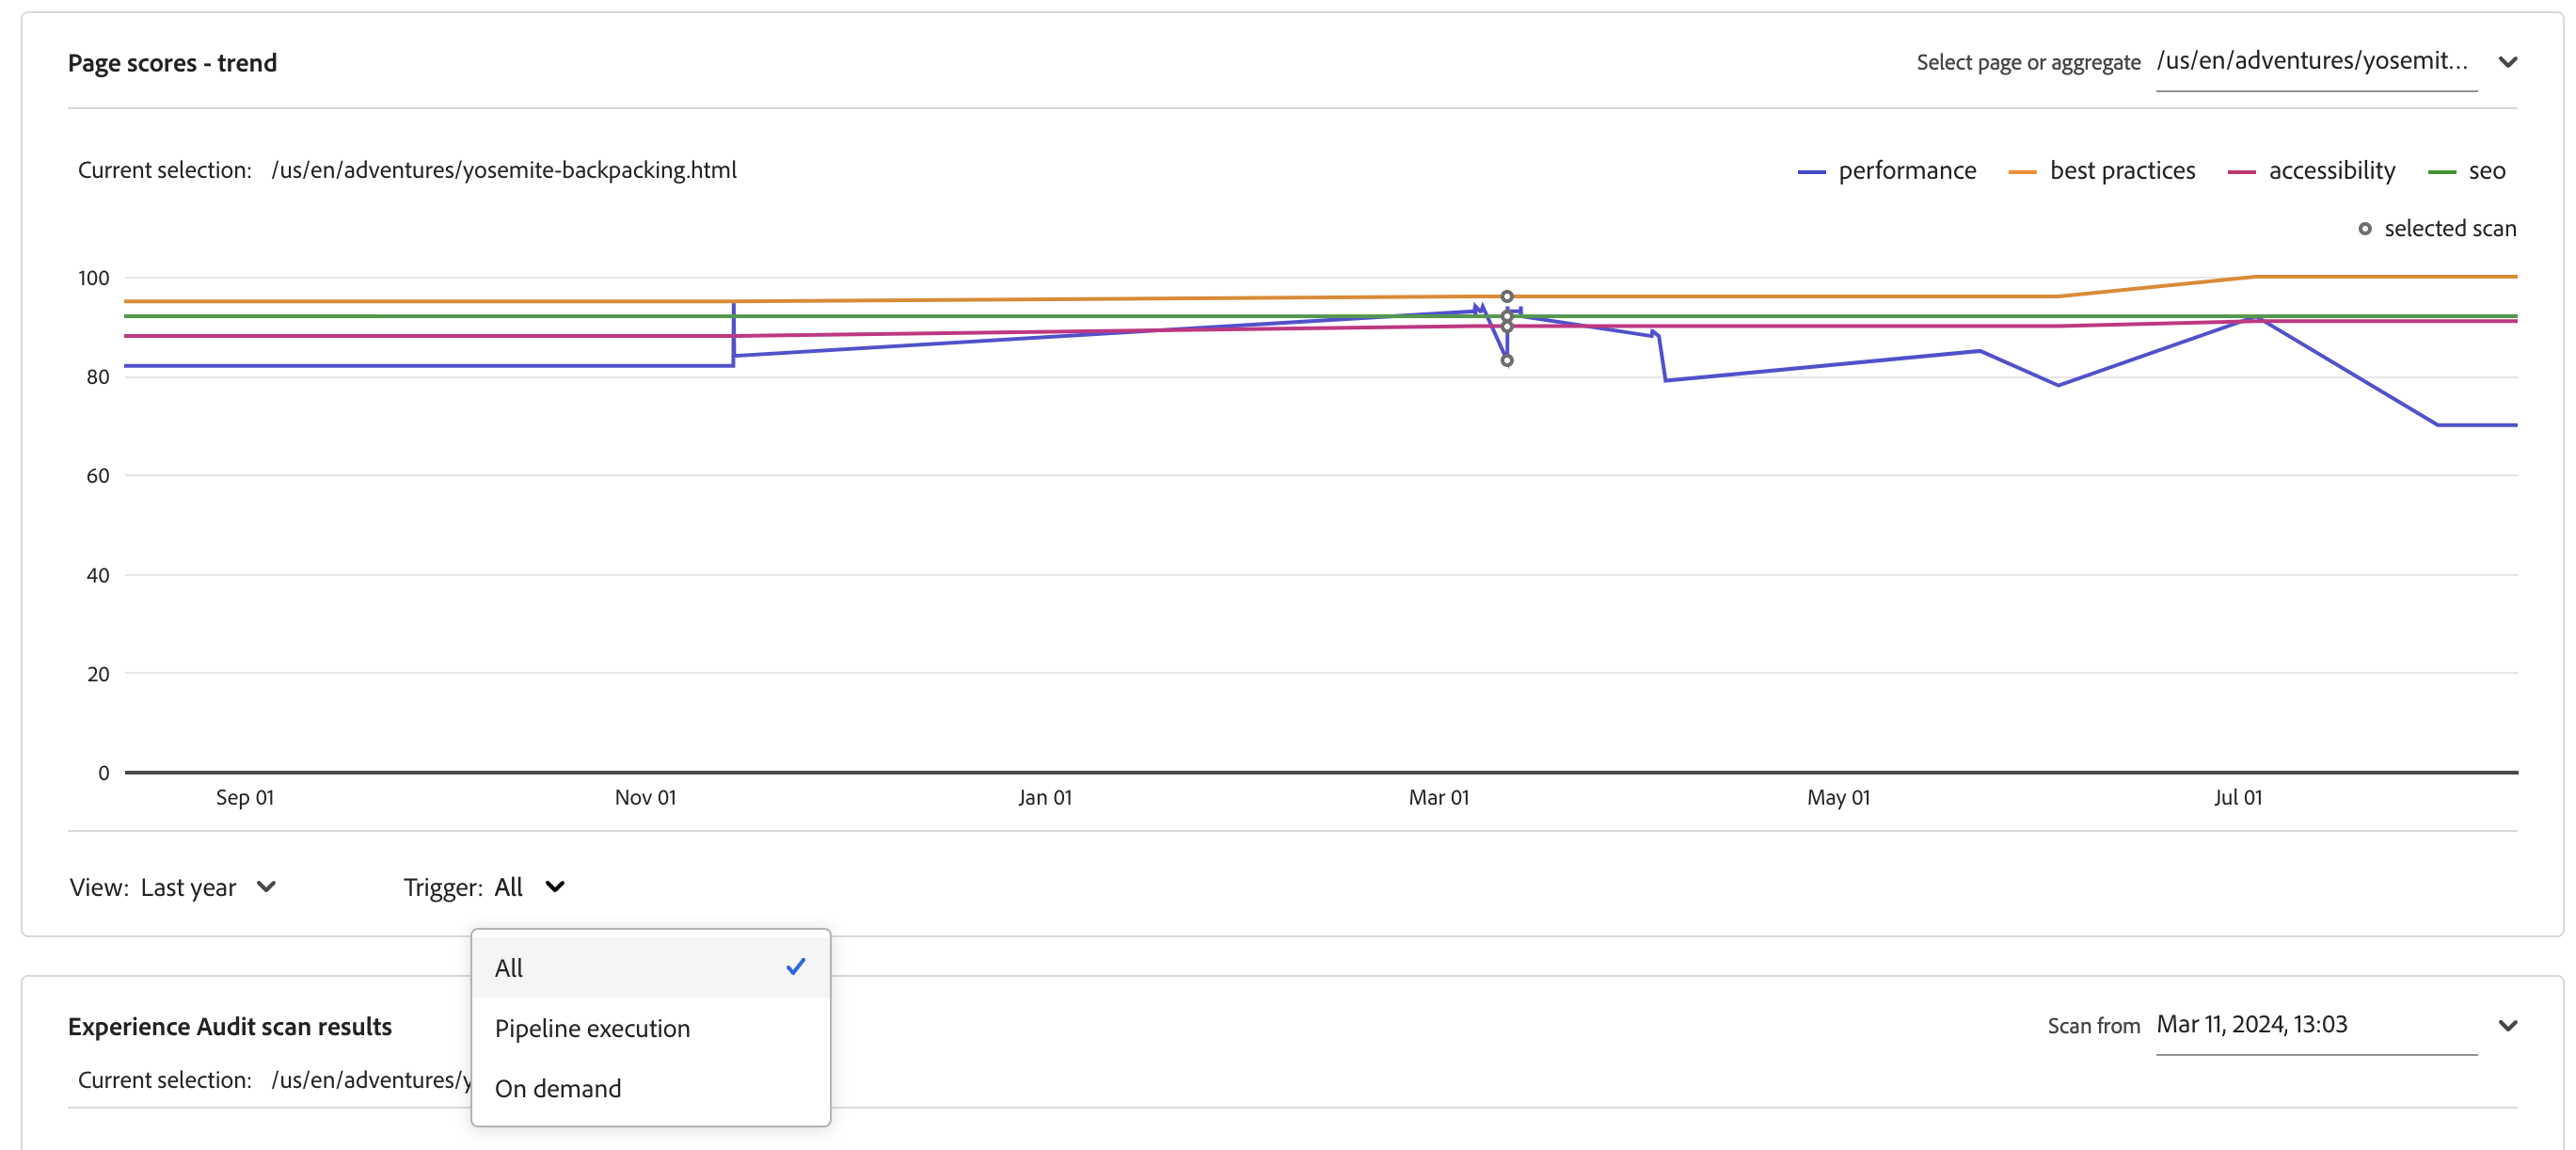 Page scores - trend
Select page or aggregate /us/en/adventures/yosemit...
Current selection: /us/en/adventures/yosemite-backpacking.html
performance best practices accessibility seo
selected scan
100
80
60
40
20
0
Sep 01 Nov 01 Jan 01 Mar 01 May 01 Jul 01
View: Last year Trigger: All
All
Pipeline execution
On demand
Experience Audit scan results
Scan from Mar 11, 2024, 13:03
Current selection: /us/en/adventures/y